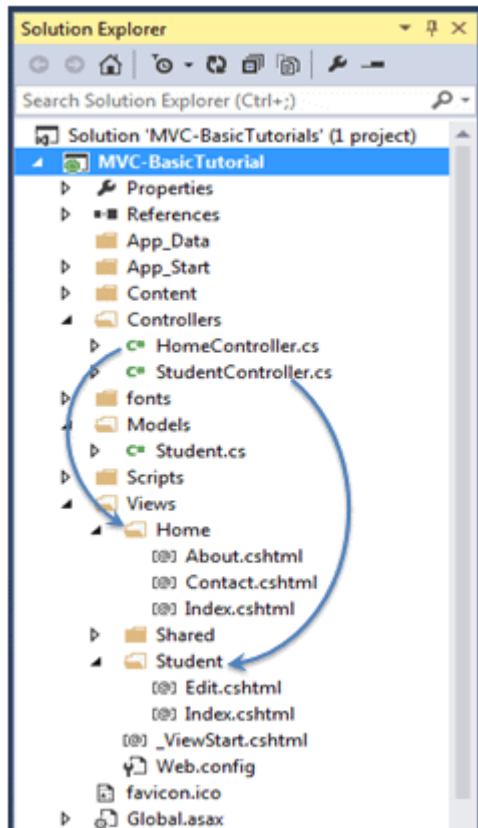 Solution Explorer
Search Solution Explorer (Ctrl+;)
Solution 'MVC-BasicTutorials' (1 project)
MVC-BasicTutorial
Properties
References
App_Data
App_Start
Content
Controllers
HomeController.cs
StudentController.cs
fonts
Models
Student.cs
Scripts
Views
Home
About.cshtml
Contact.cshtml
Index.cshtml
Shared
Student
Edit.cshtml
Index.cshtml
_ViewStart.cshtml
Web.config
favicon.ico
Global.asax